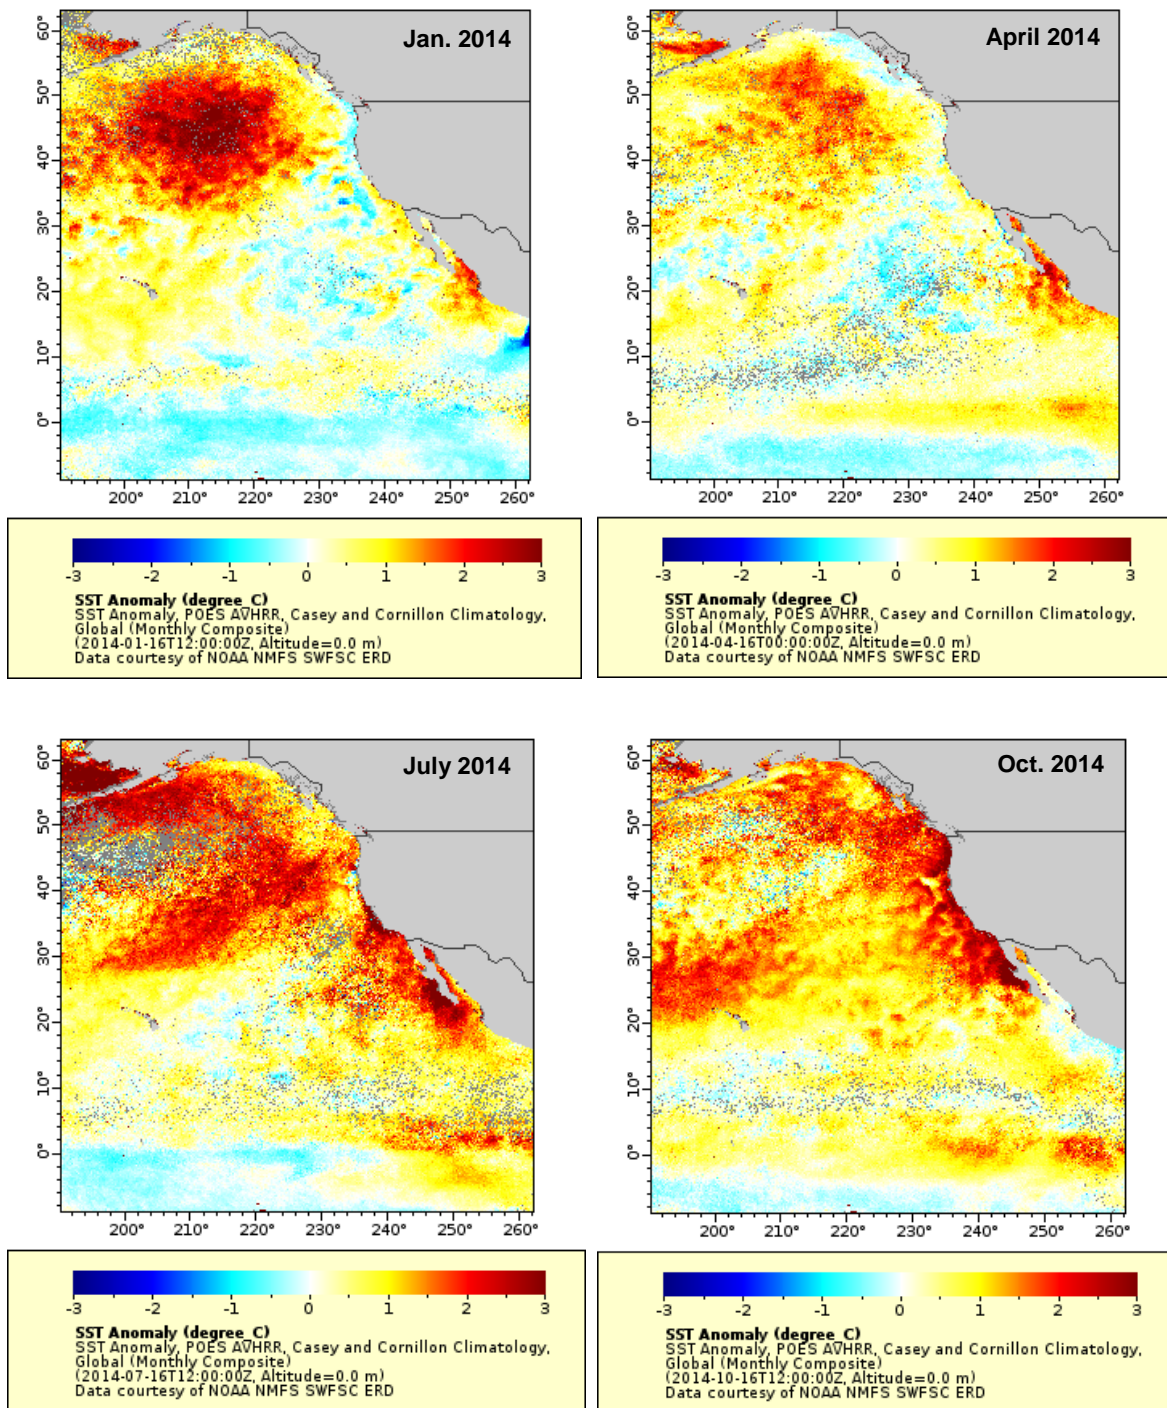 Jan. 2014
60°
50°
40°
30°
20°
10°
0°
200° 210° 220° 230° 240° 250° 260°
-3 -2 -1 0 1 2 3
SST Anomaly (degree_C)
SST Anomaly, POES AVHRR, Casey and Cornillon Climatology,
Global (Monthly Composite)
(2014-01-16T12:00:00Z, Altitude=0.0 m)
Data courtesy of NOAA NMFS SWFSC ERD
April 2014
60°
50°
40°
30°
20°
10°
0°
200° 210° 220° 230° 240° 250° 260°
-3 -2 -1 0 1 2 3
SST Anomaly (degree_C)
SST Anomaly, POES AVHRR, Casey and Cornillon Climatology,
Global (Monthly Composite)
(2014-04-16T00:00:00Z, Altitude=0.0 m)
Data courtesy of NOAA NMFS SWFSC ERD
July 2014
60°
50°
40°
30°
20°
10°
0°
200° 210° 220° 230° 240° 250° 260°
-3 -2 -1 0 1 2 3
SST Anomaly (degree_C)
SST Anomaly, POES AVHRR, Casey and Cornillon Climatology,
Global (Monthly Composite)
(2014-07-16T12:00:00Z, Altitude=0.0 m)
Data courtesy of NOAA NMFS SWFSC ERD
Oct. 2014
60°
50°
40°
30°
20°
10°
0°
200° 210° 220° 230° 240° 250° 260°
-3 -2 -1 0 1 2 3
SST Anomaly (degree_C)
SST Anomaly, POES AVHRR, Casey and Cornillon Climatology,
Global (Monthly Composite)
(2014-10-16T12:00:00Z, Altitude=0.0 m)
Data courtesy of NOAA NMFS SWFSC ERD